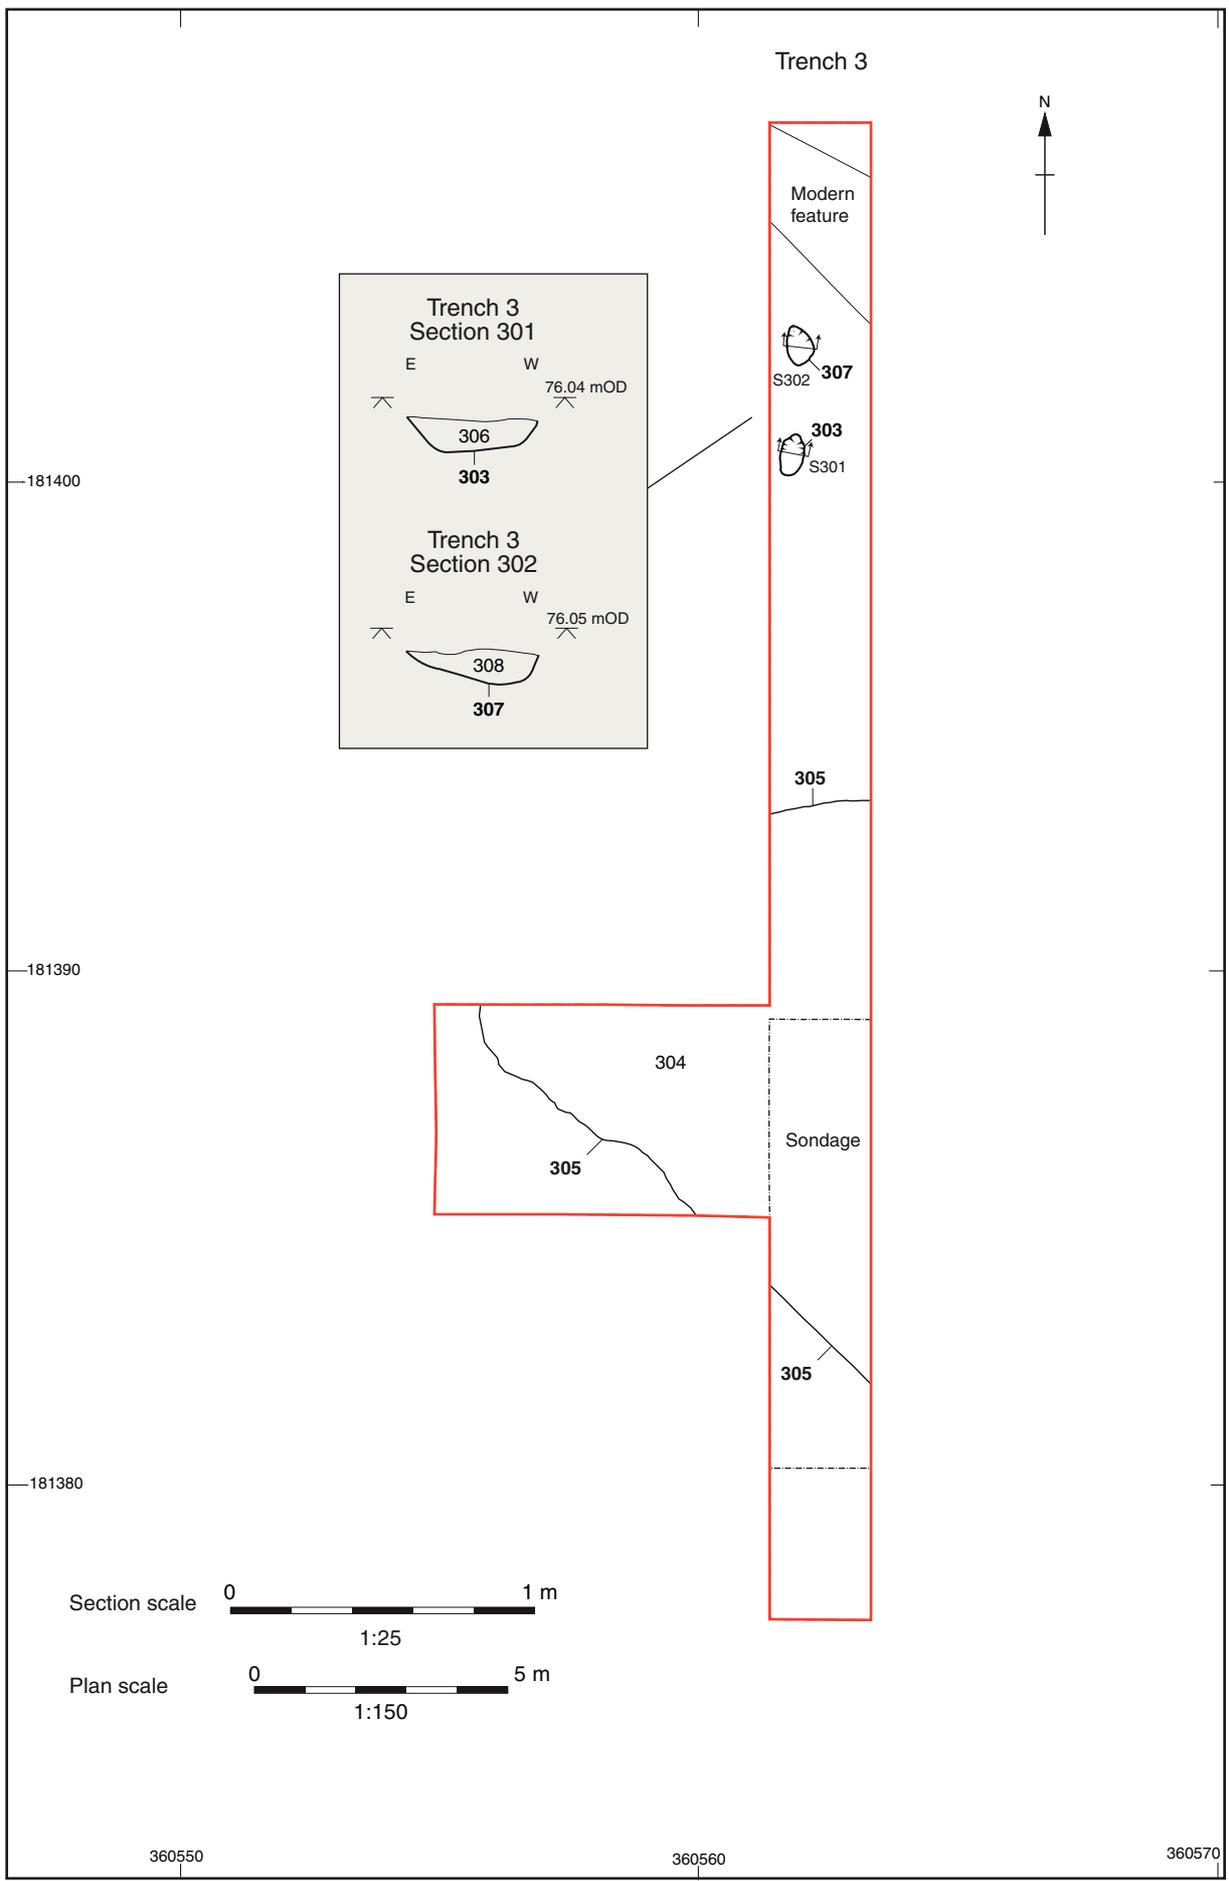 Trench 3
N
Modern
feature
Trench 3
Section 301
E W
76.04 mOD
306
303
307
S302
303
S301
181400
Trench 3
Section 302
E W
76.05 mOD
308
307
305
181390
304
Sondage
305
305
181380
Section scale
0 1 m
1:25
Plan scale
0 5 m
1:150
360550
360560
360570